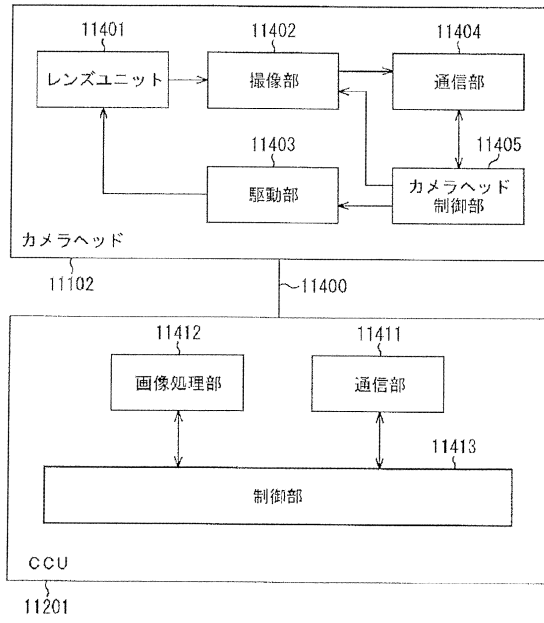 11401
11402
11404
レンズユニット
撮像部
通信部
11403
11405
駆動部
カメラヘッド
制御部
カメラヘッド
11102
11400
11412
11411
画像処理部
通信部
11413
制御部
CCU
11201